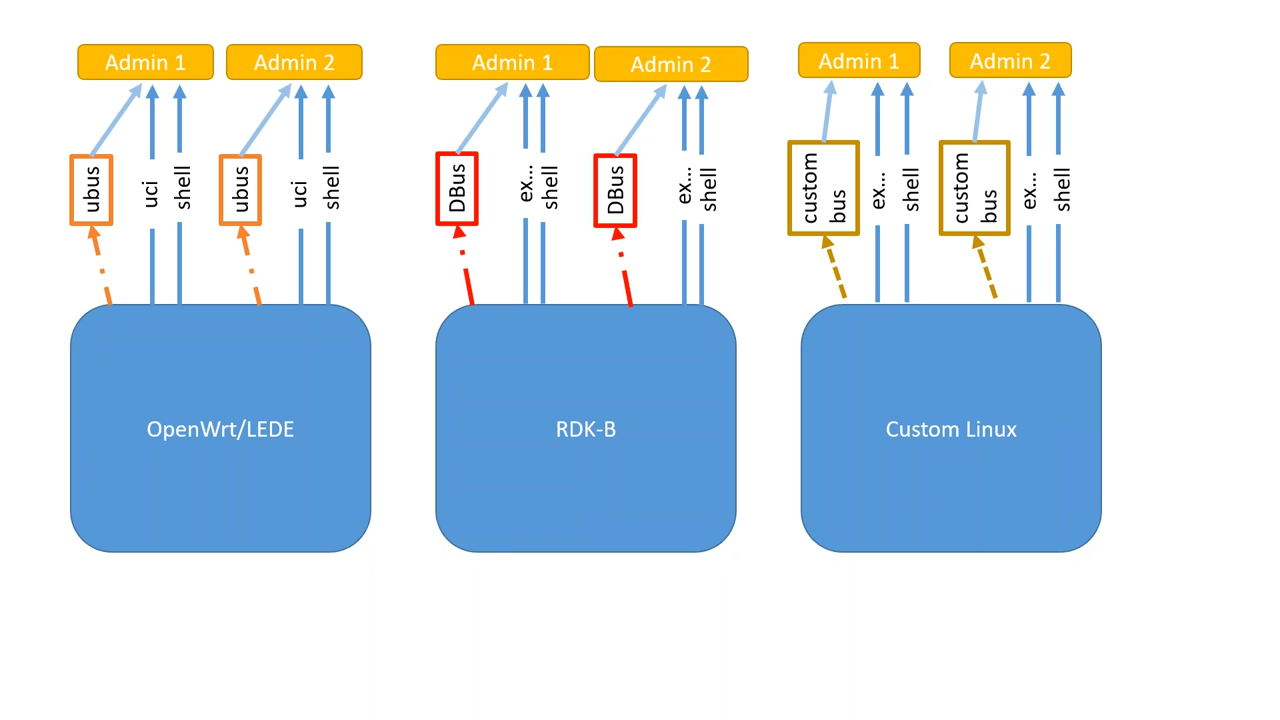 Admin 1
Admin 2
Admin 1
Admin 2
Admin 1
Admin 2
ubus
uci
shell
ubus
uci
shell
DBus
ex...
shell
DBus
ex...
shell
custom
bus
ex...
shell
custom
bus
ex...
shell
OpenWrt/LEDE
RDK-B
Custom Linux